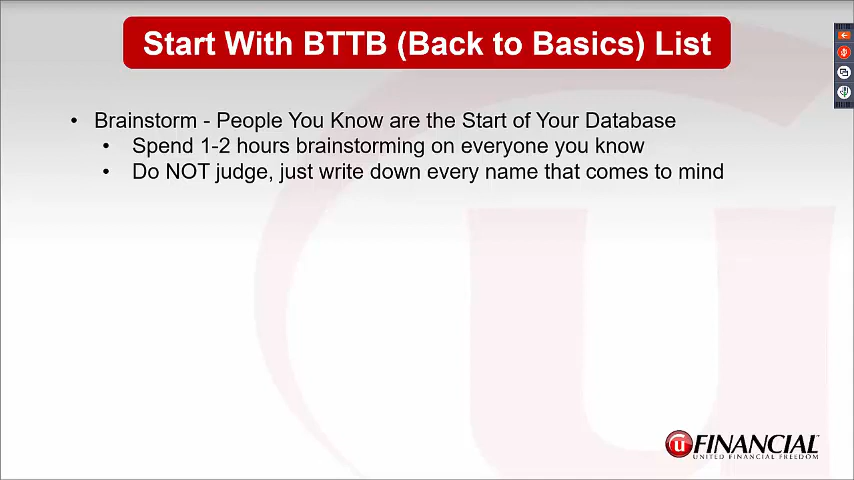 Start With BTTB (Back to Basics) List
• Brainstorm - People You Know are the Start of Your Database
• Spend 1-2 hours brainstorming on everyone you know
• Do NOT judge, just write down every name that comes to mind
u FINANCIAL
UNITED FINANCIAL FREEDOM